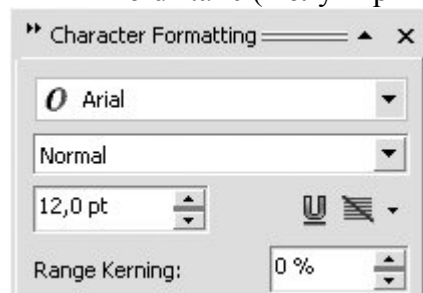 Character Formatting
O Arial
Normal
12,0 pt U
Range Kerning: 0 %